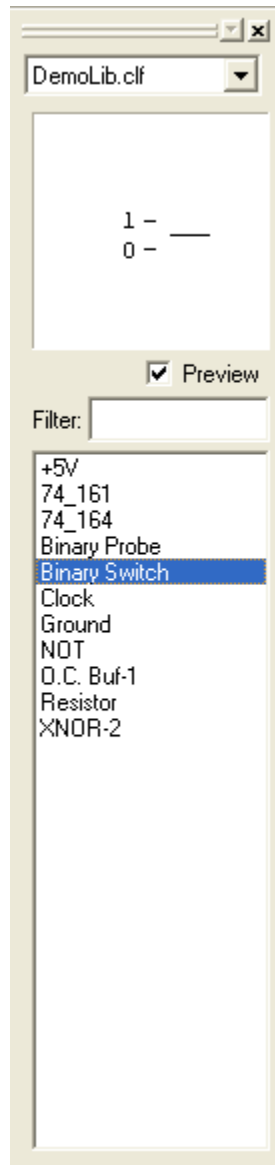 DemoLib.clf
1 -
0 -
Preview
Filter:
+5V
74_161
74_164
Binary Probe
Binary Switch
Clock
Ground
NOT
O.C. Buf-1
Resistor
XNOR-2